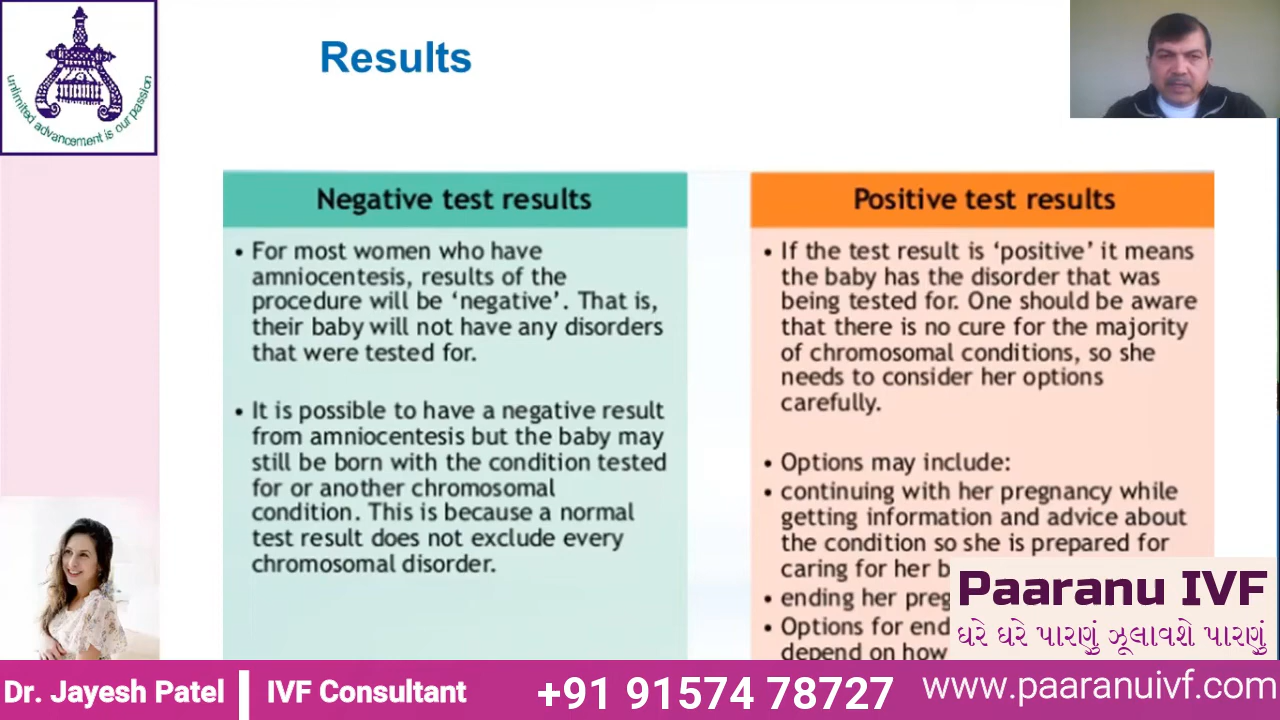 unlimited advancement is our passion
Results
Negative test results
• For most women who have
amniocentesis, results of the
procedure will be ‘negative’. That is,
their baby will not have any disorders
that were tested for.
• It is possible to have a negative result
from amniocentesis but the baby may
still be born with the condition tested
for or another chromosomal
condition. This is because a normal
test result does not exclude every
chromosomal disorder.
Positive test results
• If the test result is ‘positive’ it means
the baby has the disorder that was
being tested for. One should be aware
that there is no cure for the majority
of chromosomal conditions, so she
needs to consider her options
carefully.
• Options may include:
• continuing with her pregnancy while
getting information and advice about
the condition so she is prepared for
caring for her b
• ending her preg
• Options for end
depend on how
Paaranu IVF
ઘરે ઘરે પારણું ઝૂલાવશે પારણું
Dr. Jayesh Patel
IVF Consultant
+91 91574 78727
www.paaranuivf.com